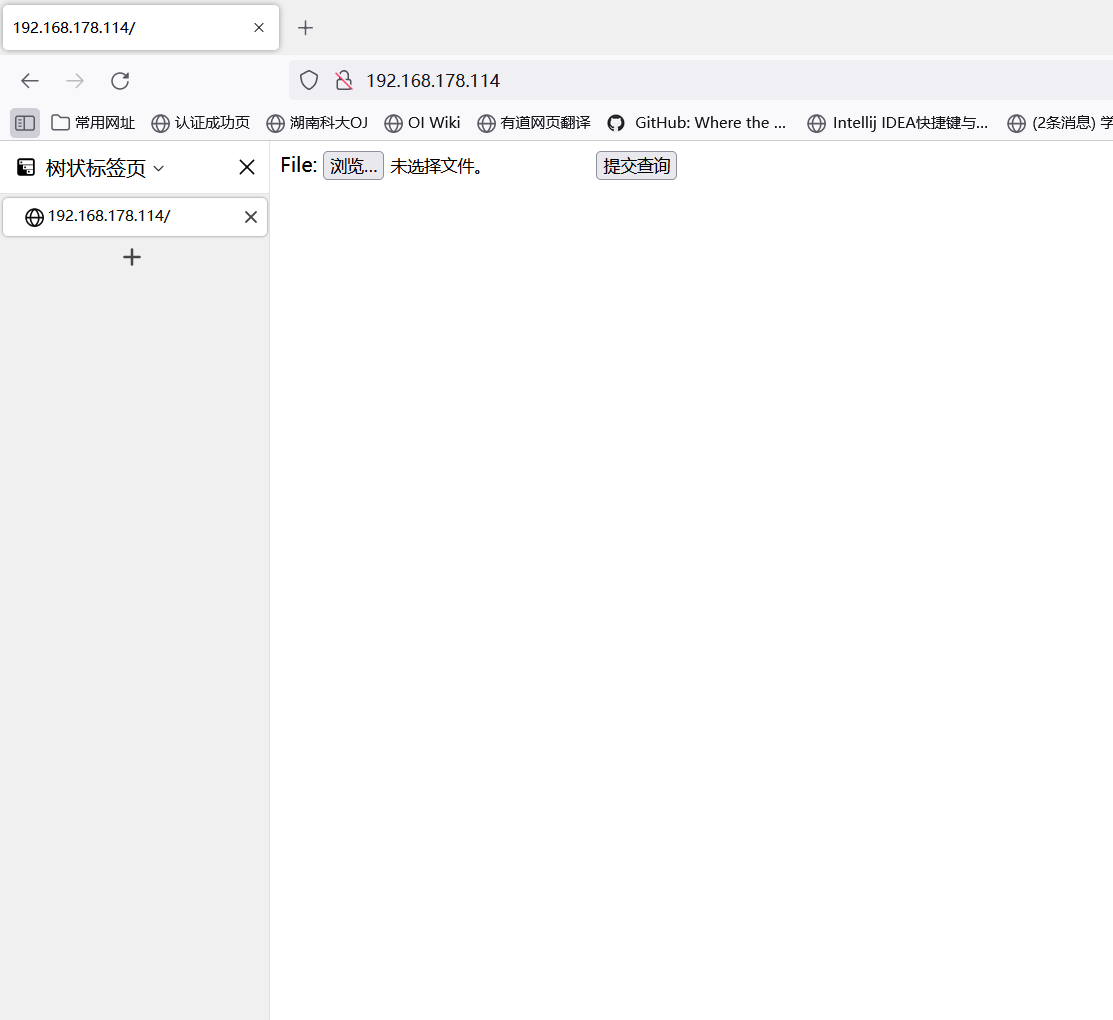 192.168.178.114/
192.168.178.114
常用网址 认证成功页 湖南科大OJ OI Wiki 有道网页翻译 GitHub: Where the ... Intellij IDEA快捷键与... (2条消息) 学
树状标签页
File: 浏览... 未选择文件。 提交查询
192.168.178.114/